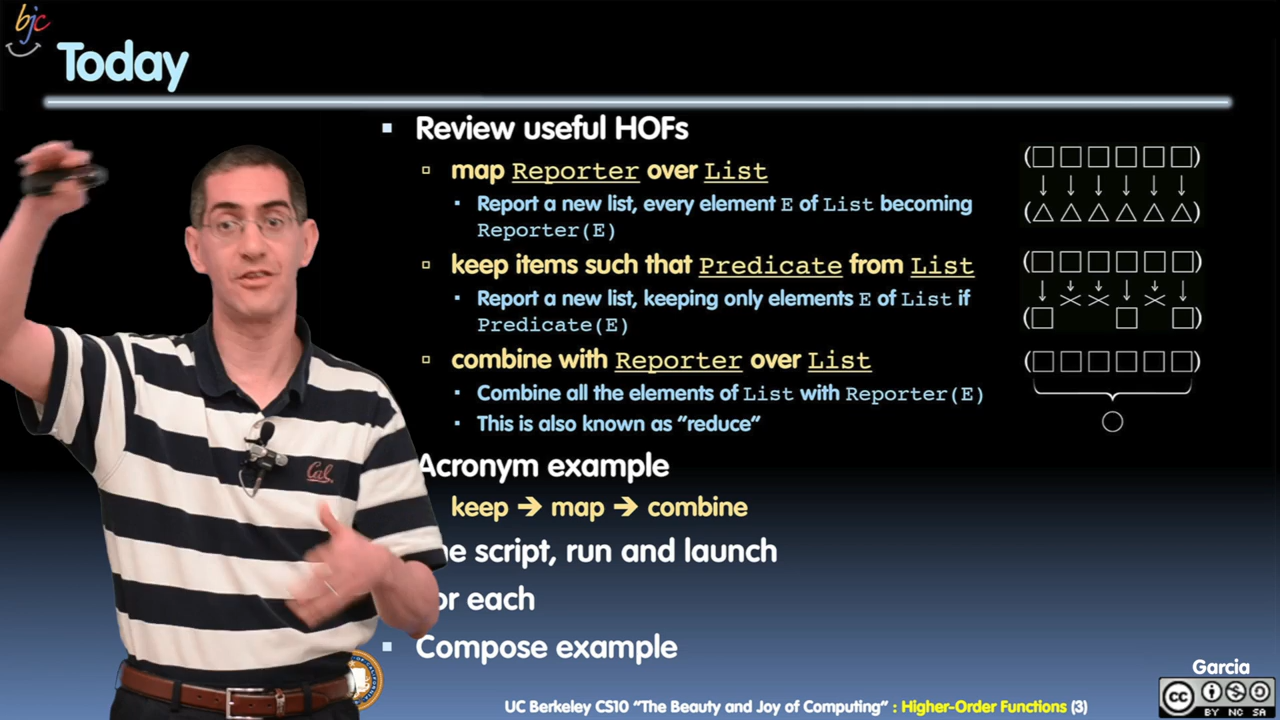 bjc
Today
Review useful HOFs
map Reporter over List
Report a new list, every element E of List becoming
Reporter(E)
keep items such that Predicate from List
Report a new list, keeping only elements E of List if
Predicate(E)
combine with Reporter over List
Combine all the elements of List with Reporter(E)
This is also known as "reduce"
Acronym example
keep ➔ map ➔ combine
script, run and launch
each
Compose example
Cal
Garcia
UC Berkeley CS10 "The Beauty and Joy of Computing" : Higher-Order Functions (3)
cc
BY NC SA